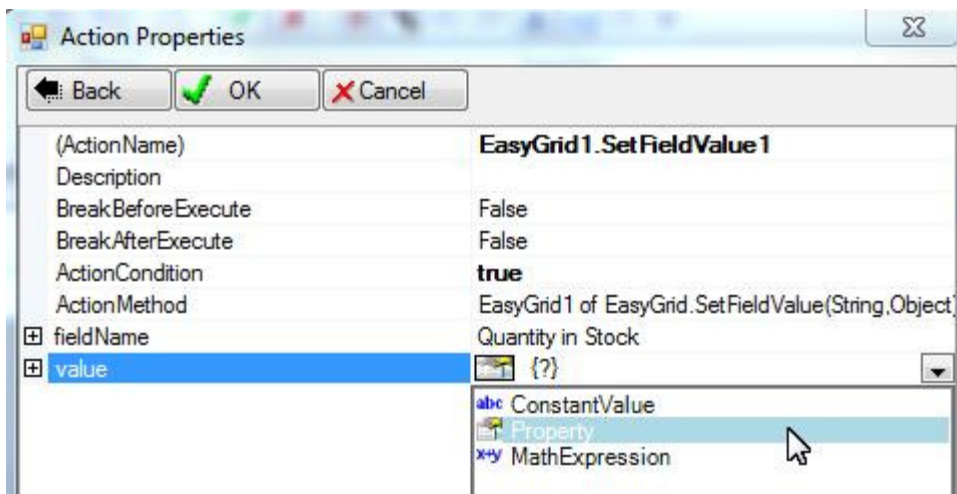 Action Properties
Back OK Cancel
(ActionName) EasyGrid1.SetFieldValue1
Description
BreakBeforeExecute False
BreakAfterExecute False
ActionCondition true
ActionMethod EasyGrid1 of EasyGrid.SetFieldValue(String,Object)
fieldName Quantity in Stock
value {?}
abc ConstantValue
Property
x+y MathExpression